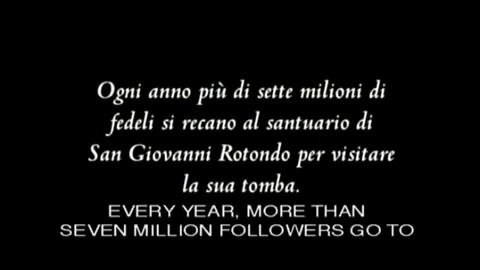 Ogni anno più di sette milioni di
fedeli si recano al santuario di
San Giovanni Rotondo per visitare
la sua tomba.
EVERY YEAR, MORE THAN
SEVEN MILLION FOLLOWERS GO TO